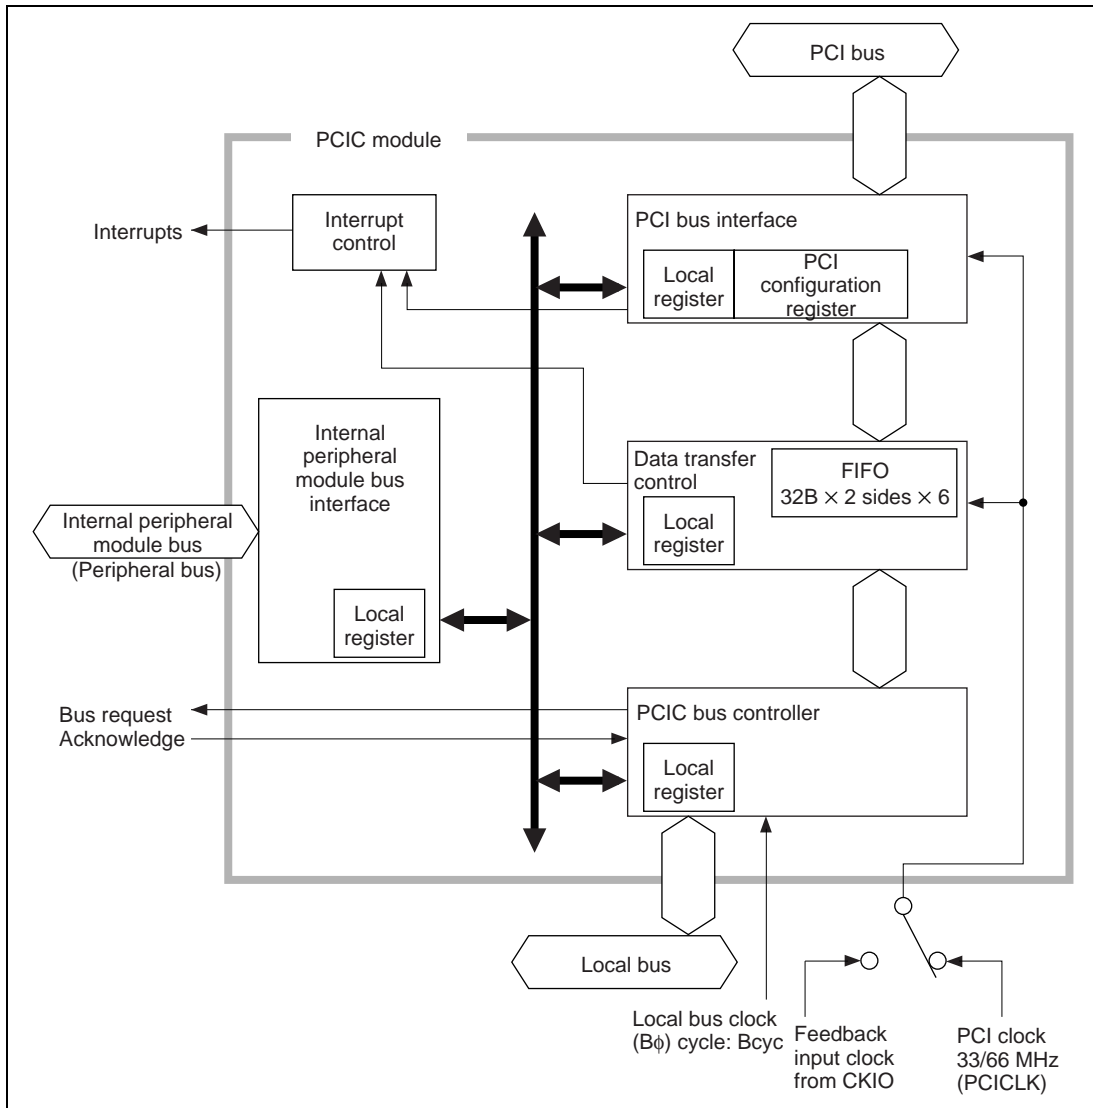 PCI bus
PCIC module
Interrupts
Interrupt
control
PCI bus interface
Local
register
PCI
configuration
register
Internal
peripheral
module bus
interface
Data transfer
control
FIFO
32B × 2 sides × 6
Local
register
Internal peripheral
module bus
(Peripheral bus)
Local
register
Bus request
Acknowledge
PCIC bus controller
Local
register
Local bus
Local bus clock
(Bϕ) cycle: Bcyc
Feedback
input clock
from CKIO
PCI clock
33/66 MHz
(PCICLK)